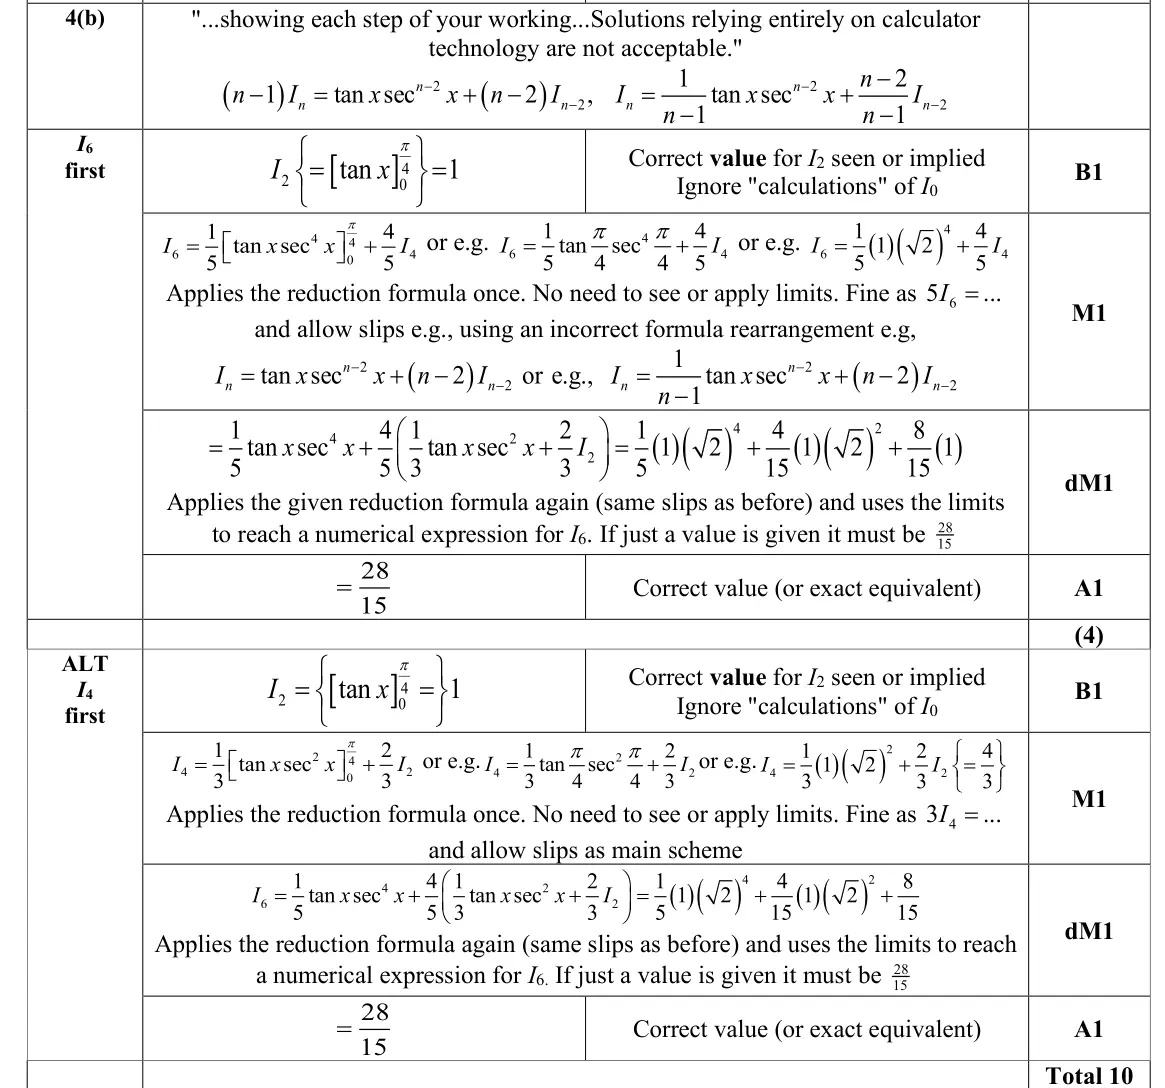 4(b)
"...showing each step of your working...Solutions relying entirely on calculator
technology are not acceptable."
(n−1)Iₙ = tan x secⁿ⁻² x + (n−2)Iₙ₋₂, Iₙ = 1/(n−1) tan x secⁿ⁻² x + (n−2)/(n−1) Iₙ₋₂
I₆
first
I₂ { = [tan x]₀^(π/4) } = 1
Correct value for I₂ seen or implied
Ignore "calculations" of I₀
B1
I₆ = 1/5 [tan x sec⁴ x]₀^(π/4) + 4/5 I₄ or e.g. I₆ = 1/5 tan π/4 sec⁴ π/4 + 4/5 I₄ or e.g. I₆ = 1/5 (1)(√2)⁴ + 4/5 I₄
Applies the reduction formula once. No need to see or apply limits. Fine as 5I₆ = ...
and allow slips e.g., using an incorrect formula rearrangement e.g,
Iₙ = tan x secⁿ⁻² x + (n−2)Iₙ₋₂ or e.g., Iₙ = 1/(n−1) tan x secⁿ⁻² x + (n−2)Iₙ₋₂
M1
= 1/5 tan x sec⁴ x + 4/5 (1/3 tan x sec² x + 2/3 I₂) = 1/5 (1)(√2)⁴ + 4/15 (1)(√2)² + 8/15 (1)
Applies the given reduction formula again (same slips as before) and uses the limits
to reach a numerical expression for I₆. If just a value is given it must be 28/15
dM1
= 28/15
Correct value (or exact equivalent)
A1
(4)
ALT
I₄
first
I₂ = { [tan x]₀^(π/4) = } 1
Correct value for I₂ seen or implied
Ignore "calculations" of I₀
B1
I₄ = 1/3 [tan x sec² x]₀^(π/4) + 2/3 I₂ or e.g. I₄ = 1/3 tan π/4 sec² π/4 + 2/3 I₂ or e.g. I₄ = 1/3 (1)(√2)² + 2/3 I₂ { = 4/3 }
Applies the reduction formula once. No need to see or apply limits. Fine as 3I₄ = ...
and allow slips as main scheme
M1
I₆ = 1/5 tan x sec⁴ x + 4/5 (1/3 tan x sec² x + 2/3 I₂) = 1/5 (1)(√2)⁴ + 4/15 (1)(√2)² + 8/15
Applies the reduction formula again (same slips as before) and uses the limits to reach
a numerical expression for I₆. If just a value is given it must be 28/15
dM1
= 28/15
Correct value (or exact equivalent)
A1
Total 10